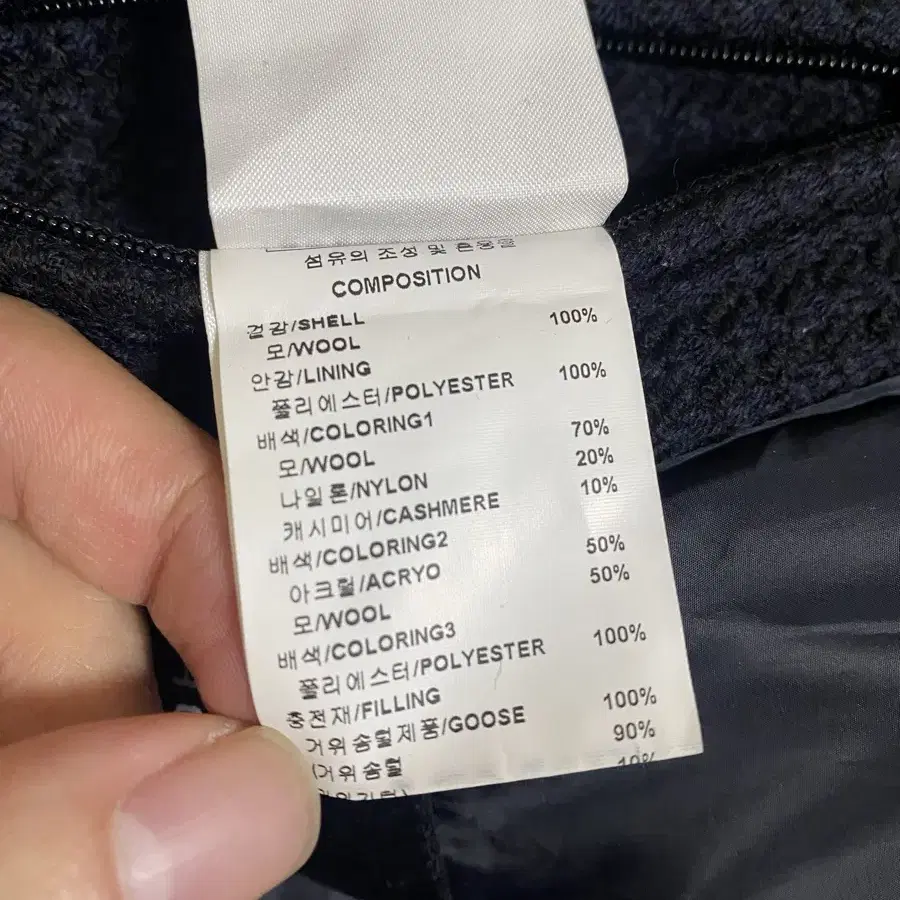 섬유의 조성 및 혼용률
COMPOSITION
겉감/SHELL
모/WOOL 100%
안감/LINING
폴리에스터/POLYESTER 100%
배색/COLORING1
모/WOOL 70%
나일론/NYLON 20%
캐시미어/CASHMERE 10%
배색/COLORING2
아크릴/ACRYO 50%
모/WOOL 50%
배색/COLORING3
폴리에스터/POLYESTER 100%
충전재/FILLING
거위솜털제품/GOOSE 100%
(거위솜털 90%
10%